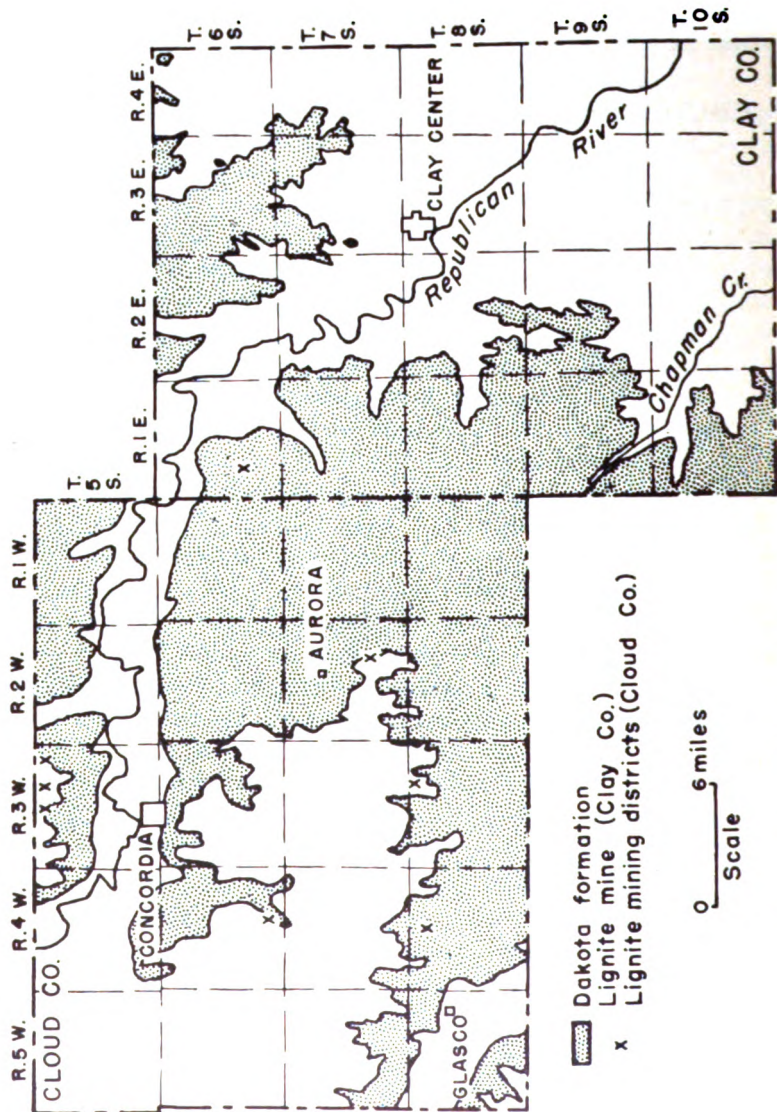 R.5W.
R.4 W.
R.3 W.
R.2 W.
R.1W.
CLOUD CO.
T.
5
S.
R.1 E.
R.2 E.
R.3 E.
R.4 E.
CONCORDIA
T.
6
S.
AURORA
T.
7
S.
CLAY CENTER
T.
8
S.
GLASCO
Republican
River
T.
9
S.
Chapman Cr.
T.
10
S.
CLAY CO.
Dakota formation
Lignite mine (Clay Co.)
x Lignite mining districts (Cloud Co.)
0 6 miles
Scale